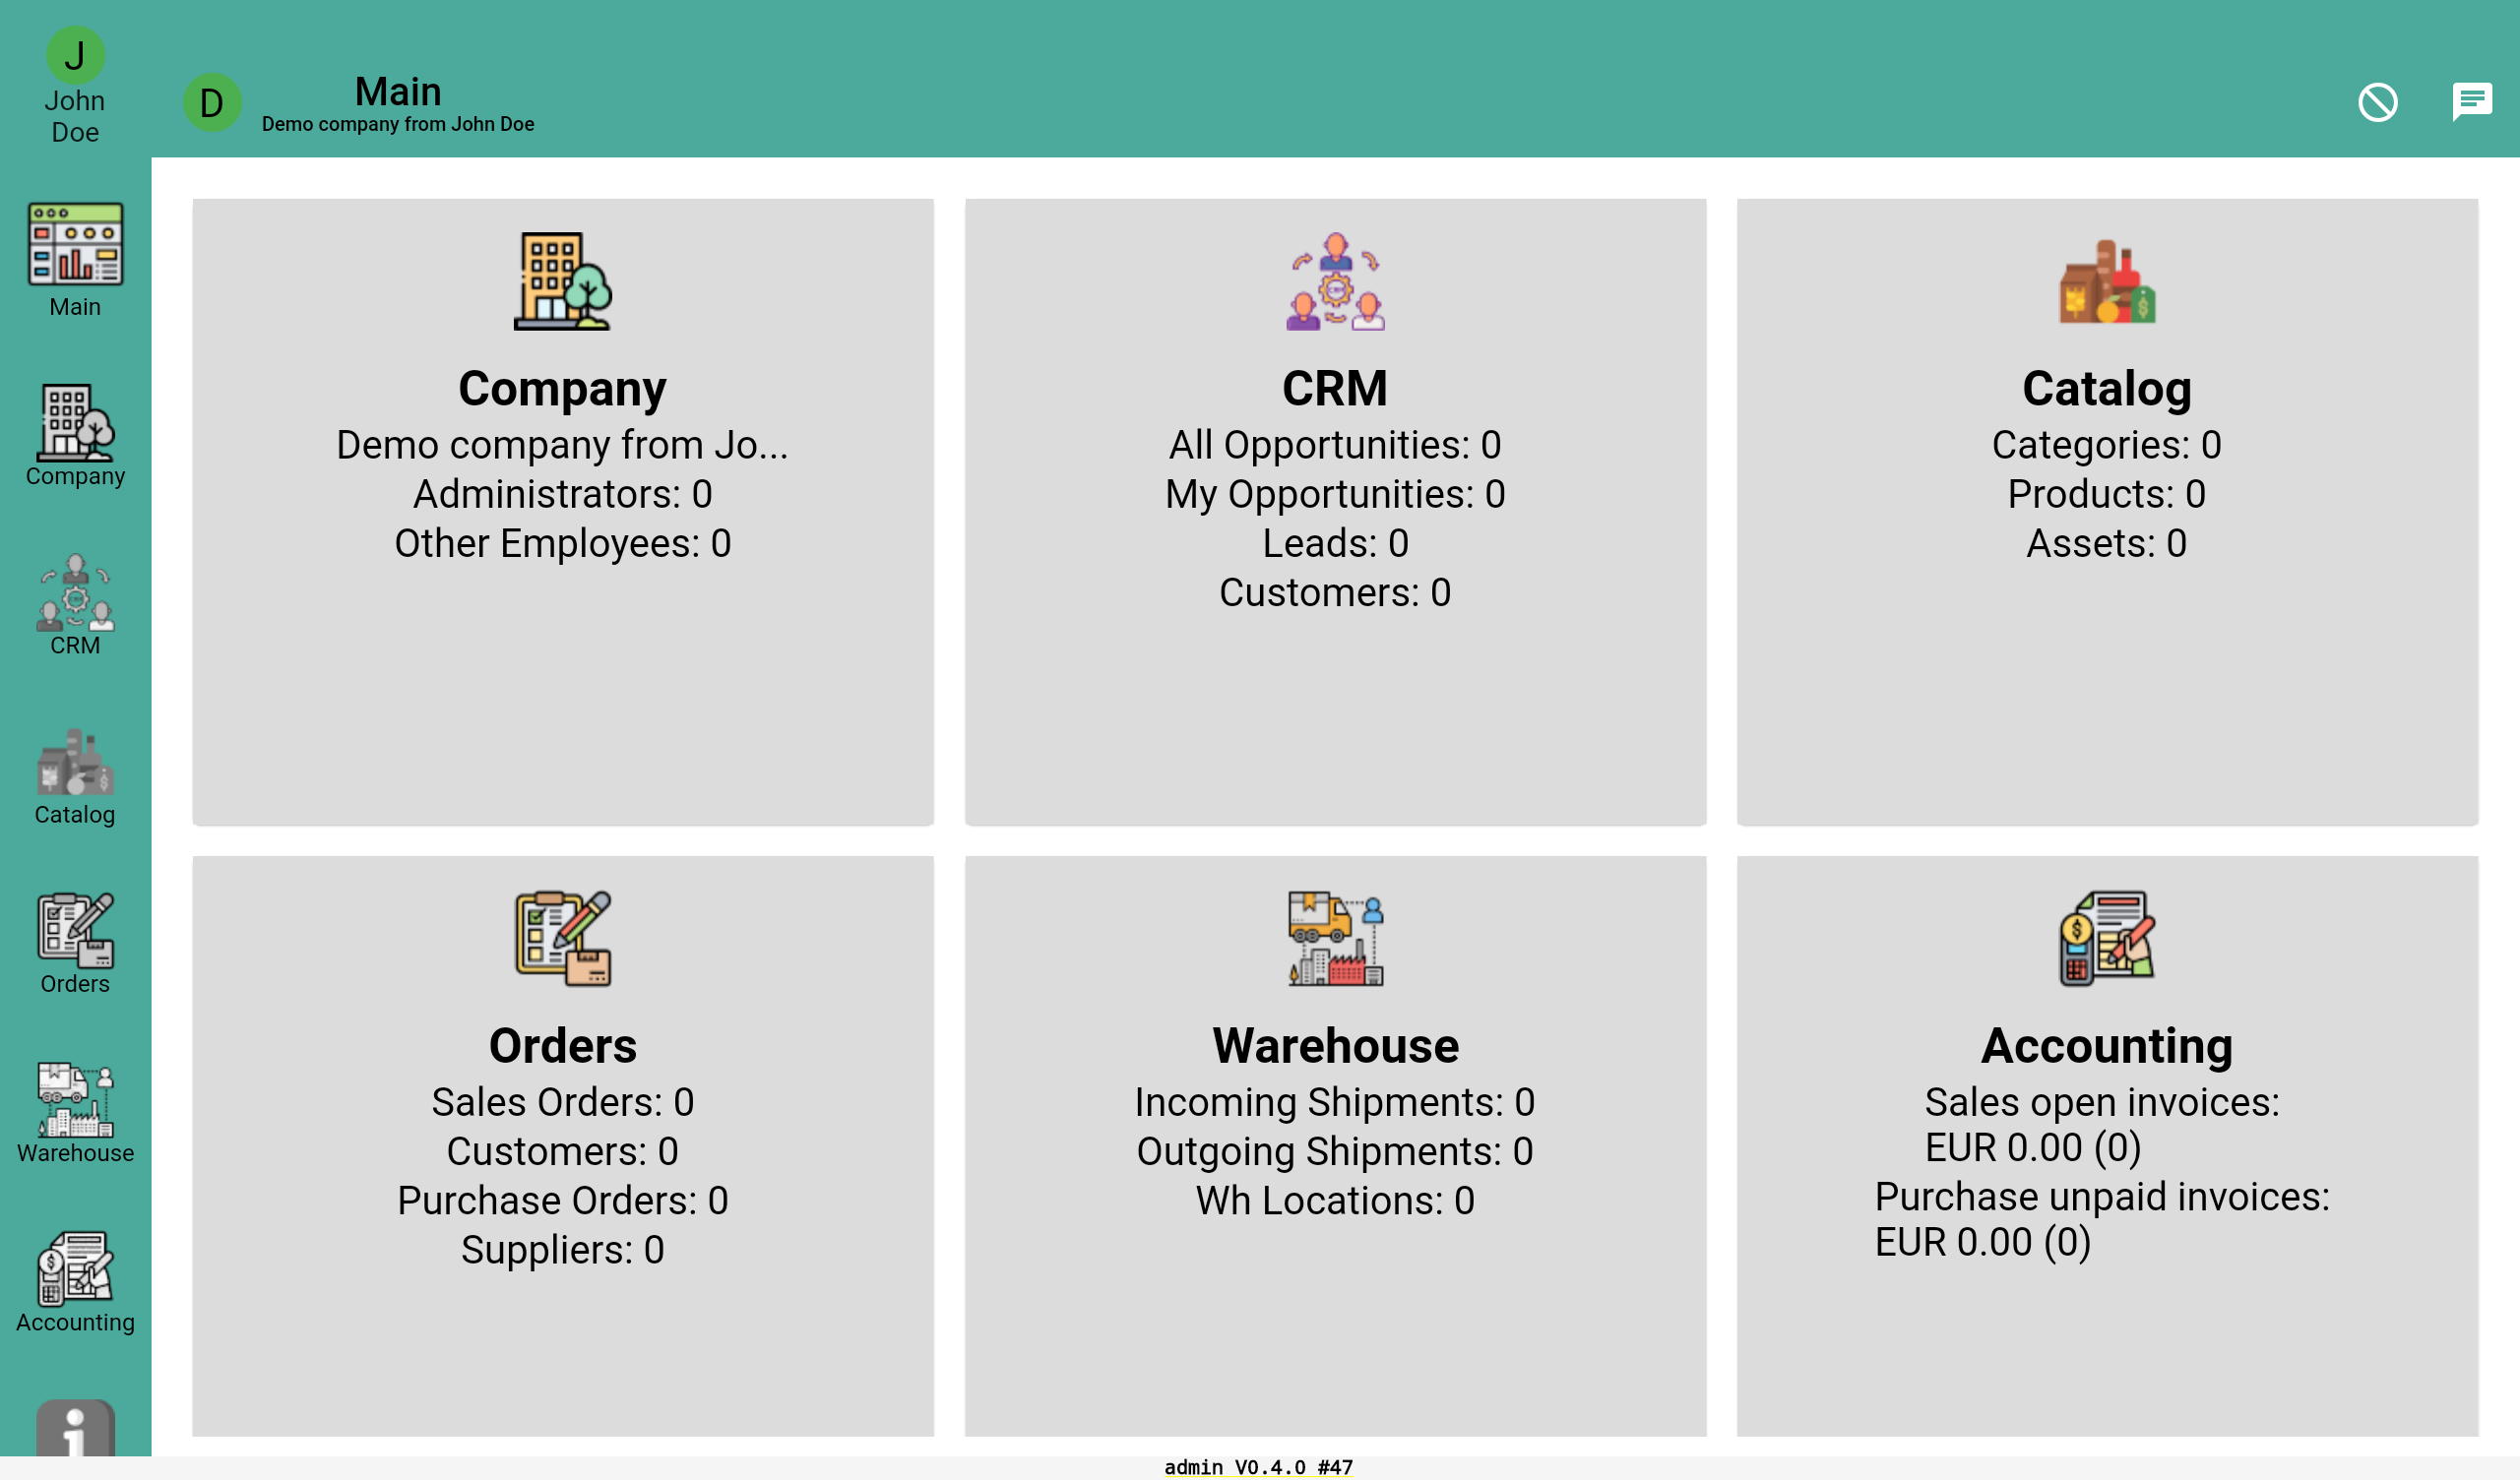 J
John
Doe
D
Main
Demo company from John Doe
Main
Company
CRM
Catalog
Orders
Warehouse
Accounting
Company
Demo company from Jo...
Administrators: 0
Other Employees: 0
CRM
All Opportunities: 0
My Opportunities: 0
Leads: 0
Customers: 0
Catalog
Categories: 0
Products: 0
Assets: 0
Orders
Sales Orders: 0
Customers: 0
Purchase Orders: 0
Suppliers: 0
Warehouse
Incoming Shipments: 0
Outgoing Shipments: 0
Wh Locations: 0
Accounting
Sales open invoices:
EUR 0.00 (0)
Purchase unpaid invoices:
EUR 0.00 (0)
admin V0.4.0 #47